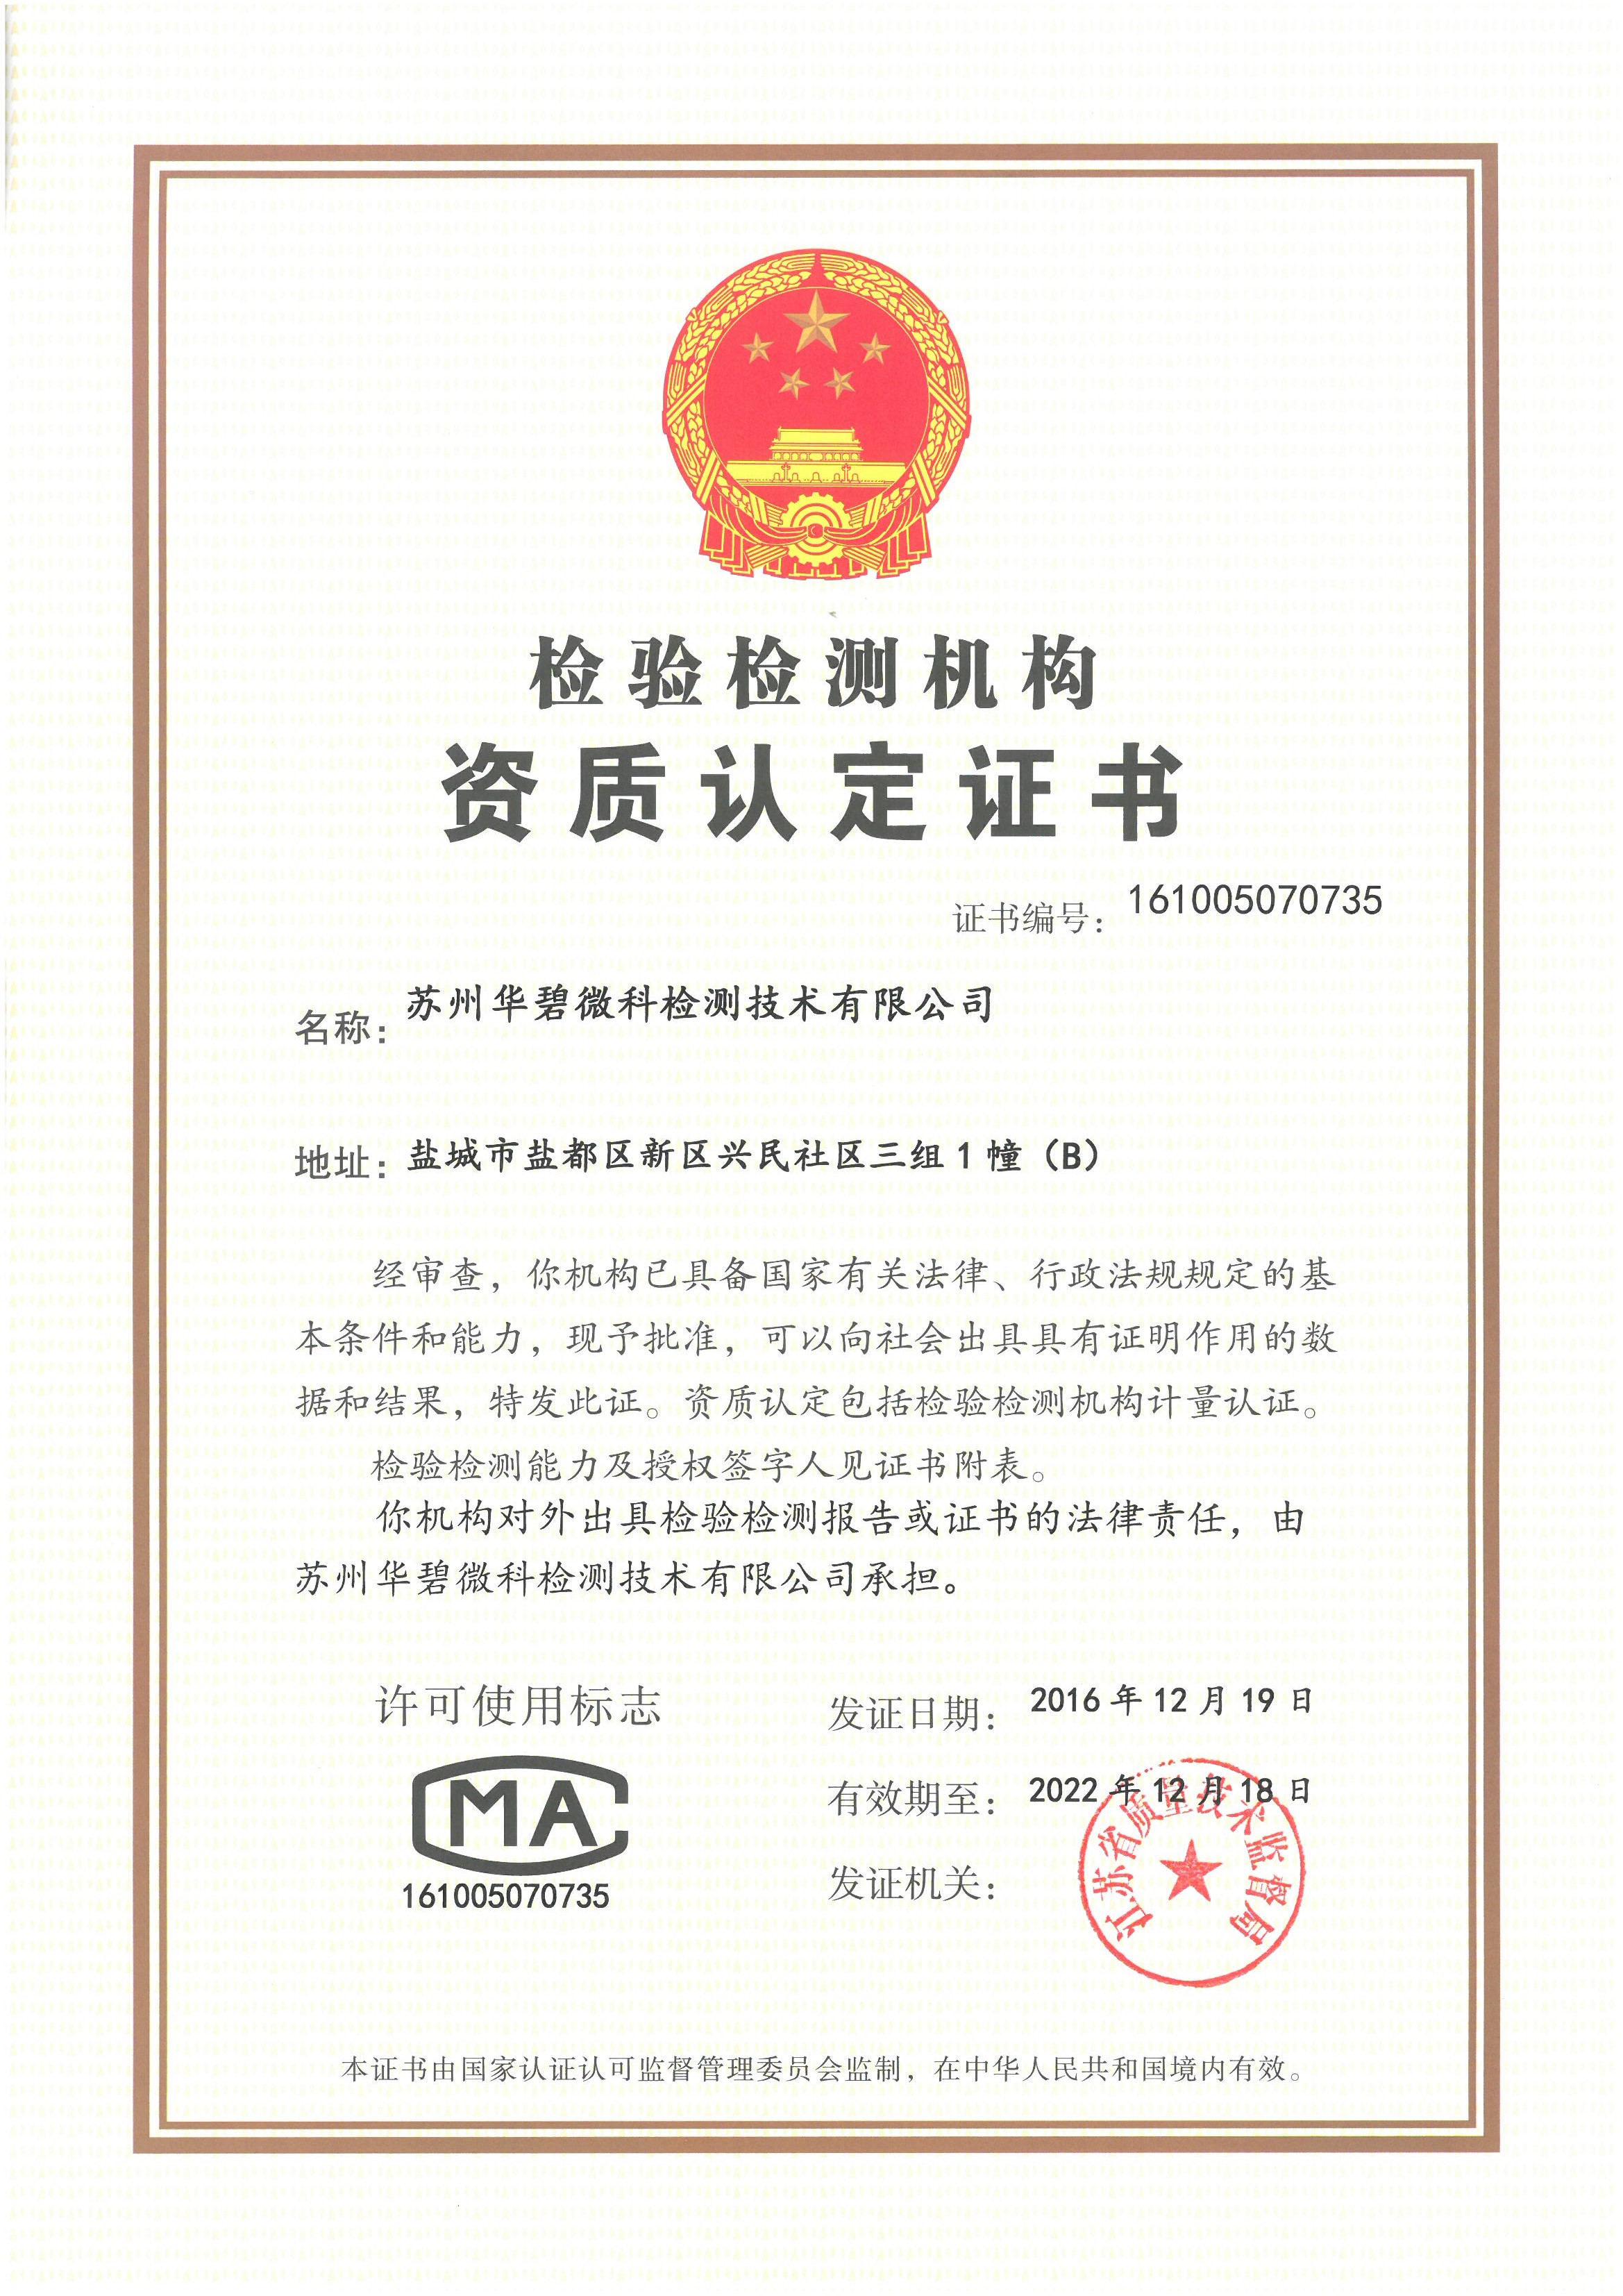 检验检测机构
资质认定证书
证书编号：161005070735
名称：苏州华碧微科检测技术有限公司
地址：盐城市盐都区新区兴民社区三组1幢（B）
经审查，你机构已具备国家有关法律、行政法规规定的基
本条件和能力，现予批准，可以向社会出具具有证明作用的数
据和结果，特发此证。资质认定包括检验检测机构计量认证。
检验检测能力及授权签字人见证书附表。
你机构对外出具检验检测报告或证书的法律责任，由
苏州华碧微科检测技术有限公司承担。
许可使用标志
MA
161005070735
发证日期：2016年12月19日
有效期至：2022年12月18日
发证机关：
江苏省质量技术监督局
本证书由国家认证认可监督管理委员会监制，在中华人民共和国境内有效。